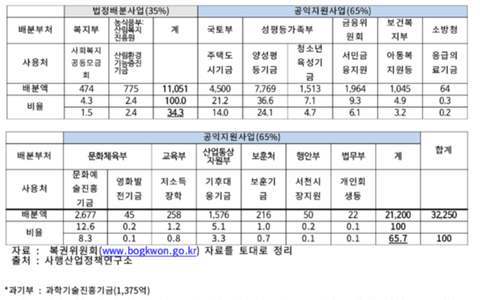 법정배분사업(35%) 공익지원사업(65%)
배분부처 복지부 농식품부·산림복지진흥원 계 국토부 성평등가족부 금융위원회 보건복지부 소방청
사용처 사회복지공동모금회 산림환경기능증진기금 주택도시기금 양성평등기금 청소년육성기금 서민금융지원 아동복지원등 응급의료기금
배분액 474 775 11,051 4,500 7,769 1,513 1,964 1,045 64
비율 4.3 2.4 100.0 21.2 36.6 7.1 9.3 4.9 0.3
1.5 2.4 34.3 14.0 24.1 4.7 6.1 3.2 0.2
배분부처 공익지원사업(65%) 합계
문화체육부 교육부 산업통상자원부 보훈처 행안부 법무부 계
사용처 문화예술진흥기금 영화발전기금 저소득장학 기후대응기금 보훈기금 서천시장지원 개인회생등
배분액 2,677 45 258 1,576 216 50 22 21,200 32,250
비율 12.6 0.2 1.2 5.1 1.0 0.2 0.1 100
8.3 0.1 0.8 3.3 0.7 0.1 0.1 65.7 100
자료 : 복권위원회(www.bogkwon.go.kr) 자료를 토대로 정리
출처 : 사행산업정책연구소
*과기부 : 과학기술진흥기금(1,375억)